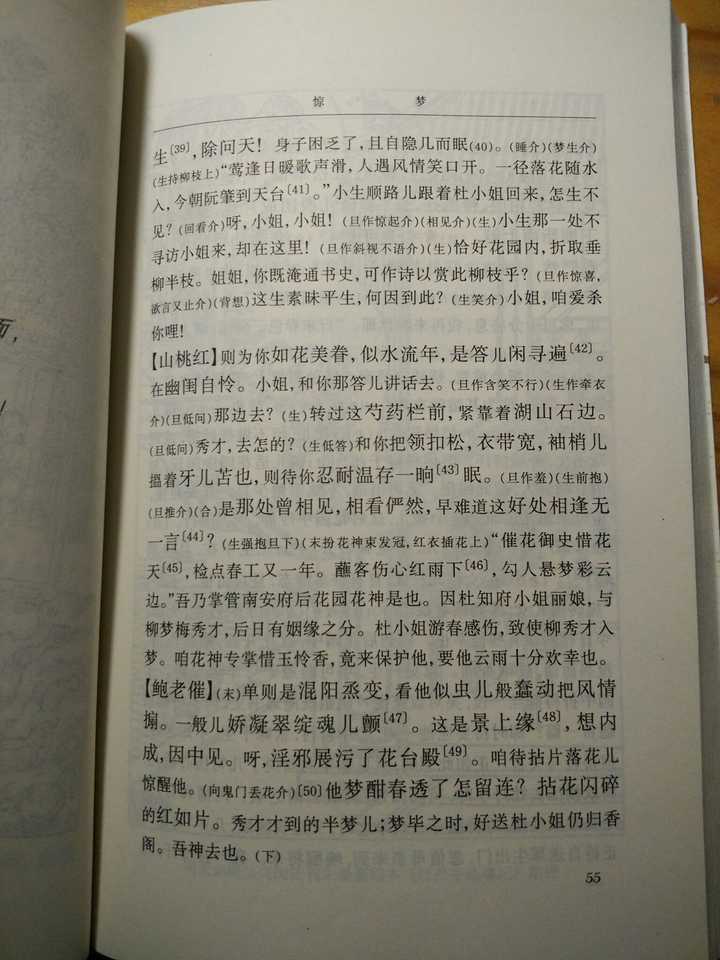 惊 梦
生〔39〕,除问天! 身子困乏了,且自隐几而眠(40)。(睡介)(梦生介)
(生持柳枝上)“莺逢日暖歌声滑,人遇风情笑口开。一径落花随水
入,今朝阮肇到天台〔41〕。”小生顺路儿跟着杜小姐回来,怎生不
见? (回看介)呀,小姐,小姐! (旦作惊起介)(相见介)(生)小生那一处不
寻访小姐来,却在这里! (旦作斜视不语介)(生)恰好花园内,折取垂
柳半枝。姐姐,你既淹通书史,可作诗以赏此柳枝乎? (旦作惊喜,
欲言又止介)(背想)这生素昧平生,何因到此? (生笑介)小姐,咱爱杀
你哩!
【山桃红】则为你如花美眷,似水流年,是答儿闲寻遍〔42〕。
在幽闺自怜。小姐,和你那答儿讲话去。(旦作含笑不行)(生作牵衣
介)(旦低问)那边去? (生)转过这芍药栏前,紧靠着湖山石边。
(旦低问)秀才,去怎的? (生低答)和你把领扣松,衣带宽,袖梢儿
揾着牙儿苫也,则待你忍耐温存一晌〔43〕眠。(旦作羞)(生前抱)
(旦推介)(合)是那处曾相见,相看俨然,早难道这好处相逢无
一言〔44〕? (生强抱旦下)(末扮花神束发冠,红衣插花上)“催花御史惜花
天〔45〕,检点春工又一年。蘸客伤心红雨下〔46〕,勾人悬梦彩云
边。”吾乃掌管南安府后花园花神是也。因杜知府小姐丽娘,与
柳梦梅秀才,后日有姻缘之分。杜小姐游春感伤,致使柳秀才入
梦。咱花神专掌惜玉怜香,竟来保护他,要他云雨十分欢幸也。
【鲍老催】(末)单则是混阳烝变,看他似虫儿般蠢动把风情
搧。一般儿娇凝翠绽魂儿颤〔47〕。这是景上缘〔48〕,想内
成,因中见。呀,淫邪展污了花台殿〔49〕。咱待拈片落花儿
惊醒他。(向鬼门丢花介)〔50〕他梦酣春透了怎留连? 拈花闪碎
的红如片。秀才才到的半梦儿;梦毕之时,好送杜小姐仍归香
阁。吾神去也。(下)
55